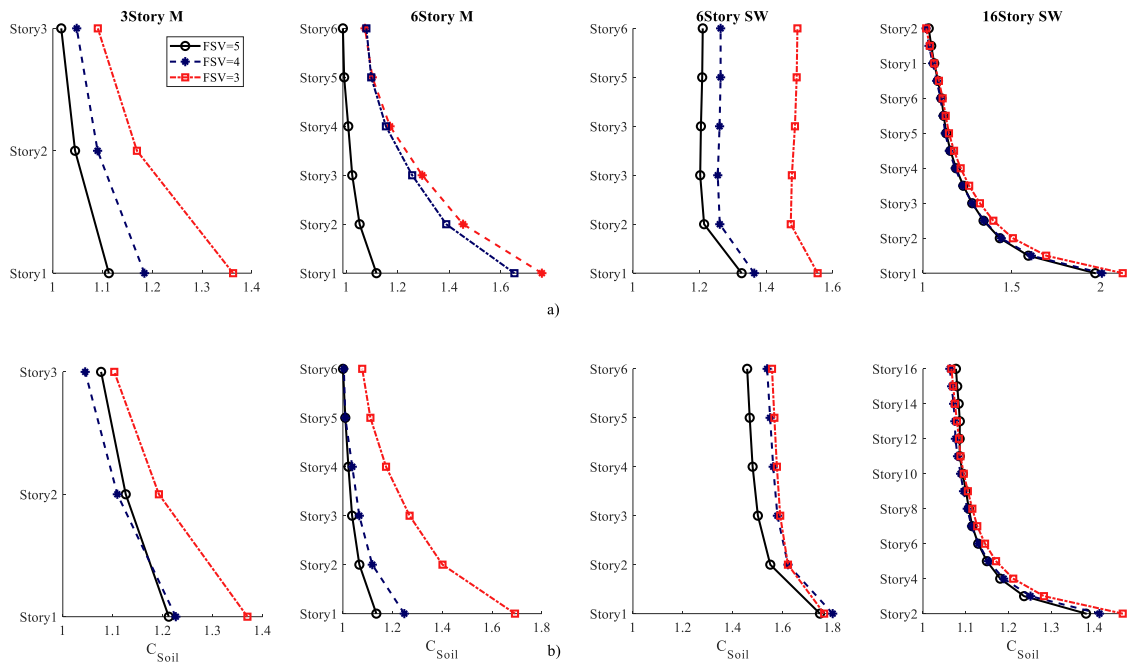 3Story M
6Story M
6Story SW
16Story SW
Story3
Story2
Story1
FSV=5
FSV=4
FSV=3
1 1.1 1.2 1.3 1.4
Story6
Story5
Story4
Story3
Story2
Story1
1 1.2 1.4 1.6
Story6
Story5
Story3
Story3
Story2
Story1
1 1.2 1.4 1.6
Story2
Story1
Story6
Story5
Story4
Story3
Story2
Story1
1 1.5 2
a)
Story3
Story2
Story1
1 1.1 1.2 1.3 1.4
C_Soil
Story6
Story5
Story4
Story3
Story2
Story1
1 1.2 1.4 1.6 1.8
C_Soil
Story6
Story5
Story4
Story3
Story2
Story1
1 1.2 1.4 1.6 1.8
C_Soil
Story16
Story14
Story12
Story10
Story8
Story6
Story4
Story2
1 1.1 1.2 1.3 1.4
C_Soil
b)